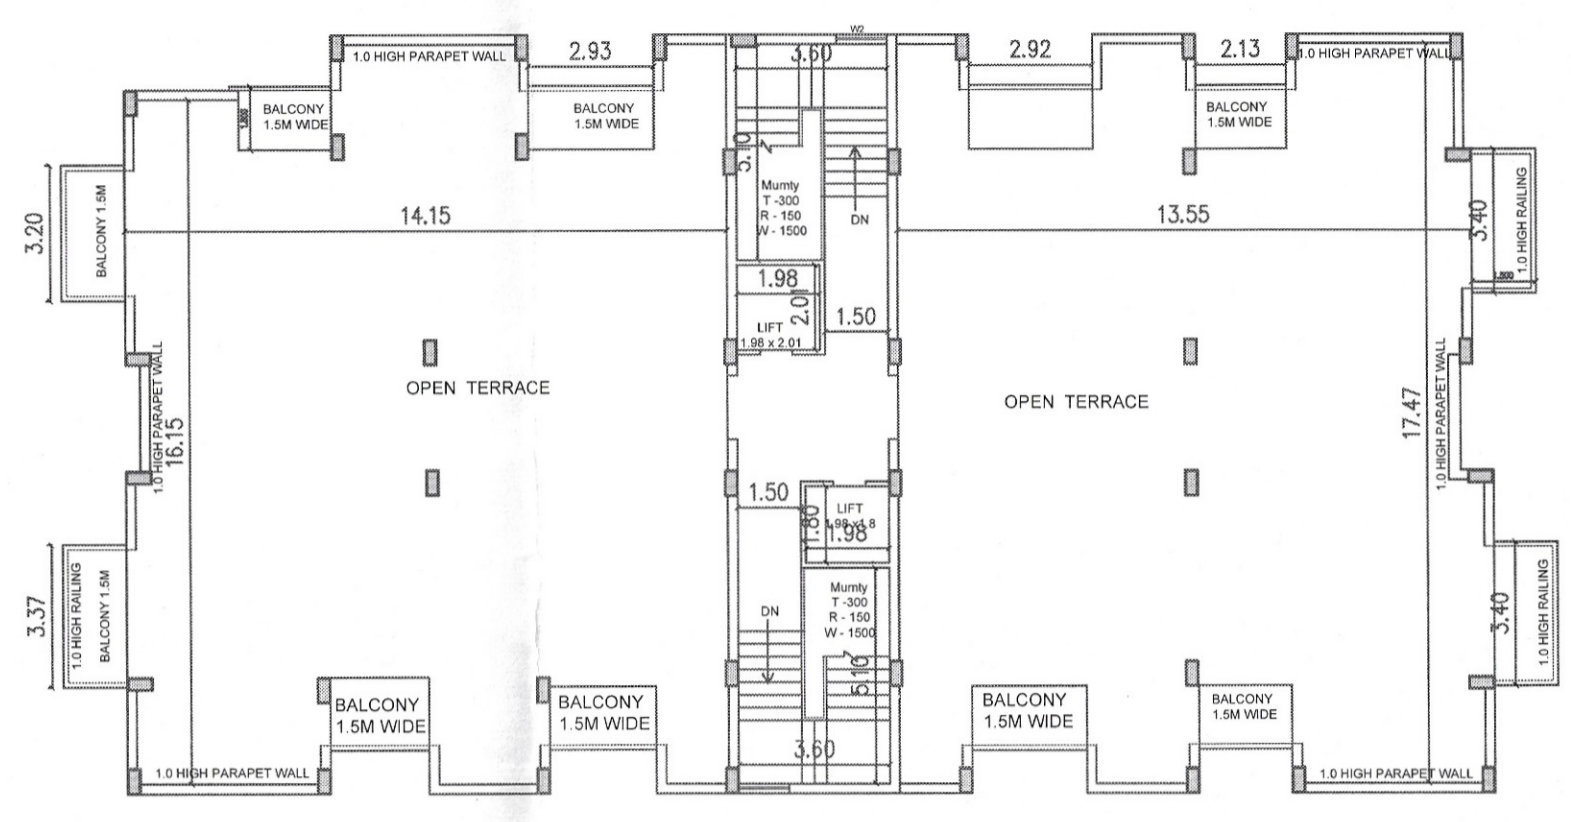 W2
1.0 HIGH PARAPET WALL
2.93
3.60
2.92
2.13
1.0 HIGH PARAPET WALL
BALCONY
1.5M WIDE
BALCONY
1.5M WIDE
BALCONY
1.5M WIDE
5.10
Mumty
T -300
R - 150
W - 1500
DN
3.20
BALCONY 1.5M
14.15
13.55
3.40
1.0 HIGH RAILING
1.500
1.98
2.01
LIFT
1.98 x 2.01
1.50
OPEN TERRACE
OPEN TERRACE
1.0 HIGH PARAPET WALL
16.15
17.47
1.0 HIGH PARAPET WALL
1.50
LIFT
1.98 x1.8
1.80
1.98
3.37
1.0 HIGH RAILING
BALCONY 1.5M
DN
Mumty
T -300
R - 150
W - 1500
5.10
3.40
1.0 HIGH RAILING
BALCONY
1.5M WIDE
BALCONY
1.5M WIDE
BALCONY
1.5M WIDE
BALCONY
1.5M WIDE
3.60
1.0 HIGH PARAPET WALL
1.0 HIGH PARAPET WALL